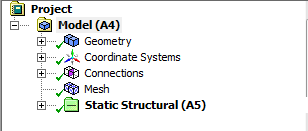 Project
Model (A4)
Geometry
Coordinate Systems
Connections
Mesh
Static Structural (A5)